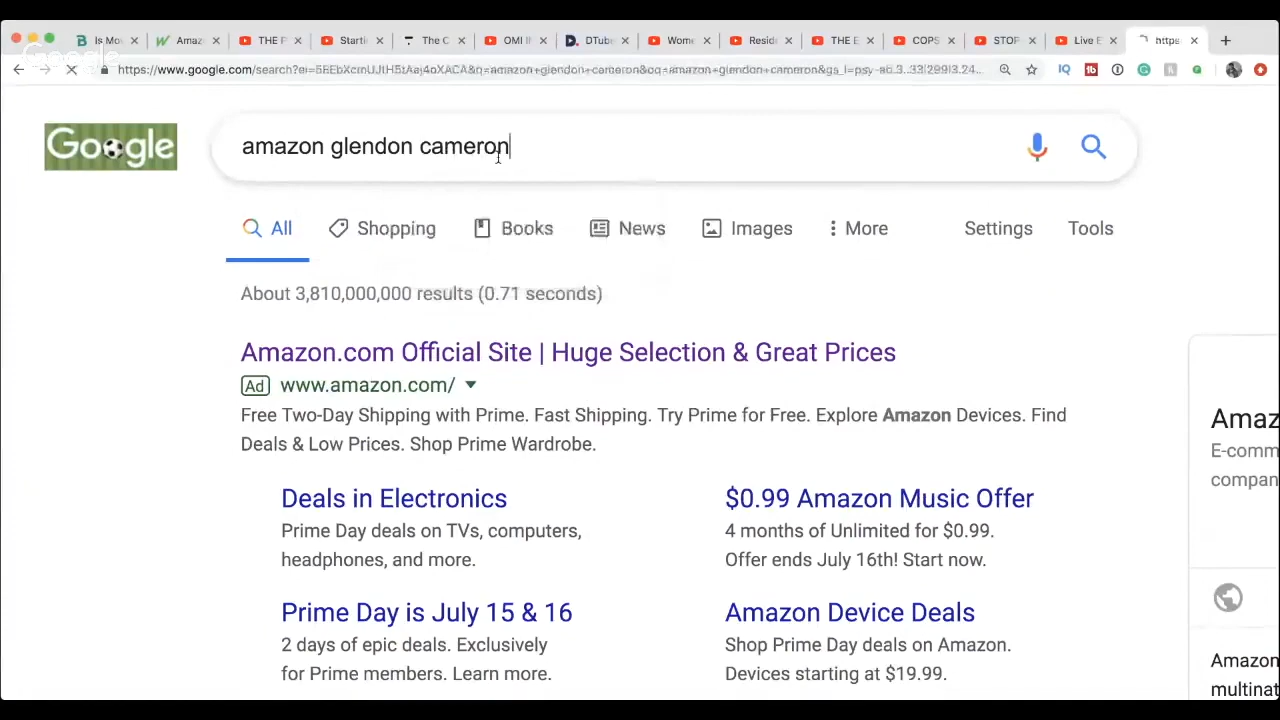 Is Mo
Amaz
THE F
Starti
The C
OMI I
DTub
Wome
Resid
THE E
COPS
STOP
Live E
https
Google
https://www.google.com/search?
IQ
Google
amazon glendon cameron
All
Shopping
Books
News
Images
More
Settings
Tools
About 3,810,000,000 results (0.71 seconds)
Amazon.com Official Site | Huge Selection & Great Prices
Ad www.amazon.com/
Free Two-Day Shipping with Prime. Fast Shipping. Try Prime for Free. Explore Amazon Devices. Find
Deals & Low Prices. Shop Prime Wardrobe.
Deals in Electronics
Prime Day deals on TVs, computers,
headphones, and more.
$0.99 Amazon Music Offer
4 months of Unlimited for $0.99.
Offer ends July 16th! Start now.
Prime Day is July 15 & 16
2 days of epic deals. Exclusively
for Prime members. Learn more.
Amazon Device Deals
Shop Prime Day deals on Amazon.
Devices starting at $19.99.
Amaz
E-comm
compan
Amazon
multinat